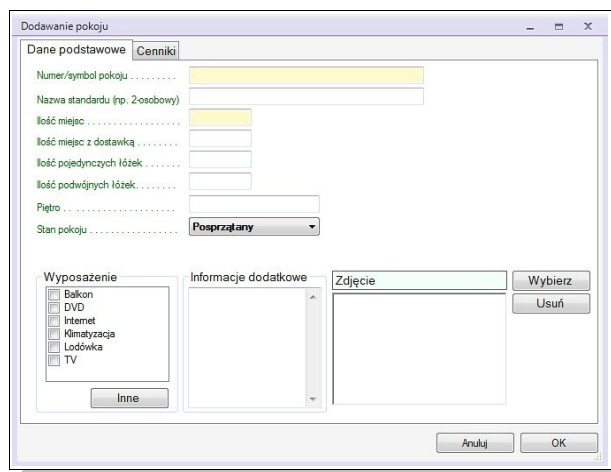 Dodawanie pokoju
Dane podstawowe Cenniki
Numer/symbol pokoju . . . . . . . . .
Nazwa standardu (np. 2-osobowy)
Ilość miejsc . . . . . . . . . . . . . . . . . .
Ilość miejsc z dostawką . . . . . . . .
Ilość pojedynczych łóżek . . . . . . .
Ilość podwójnych łóżek. . . . . . . .
Piętro . . . . . . . . . . . . . . . . . . . . .
Stan pokoju . . . . . . . . . . . . . . . . . Posprzątany
Wyposażenie
Balkon
DVD
Internet
Klimatyzacja
Lodówka
TV
Inne
Informacje dodatkowe
Zdjęcie
Wybierz
Usuń
Anuluj OK